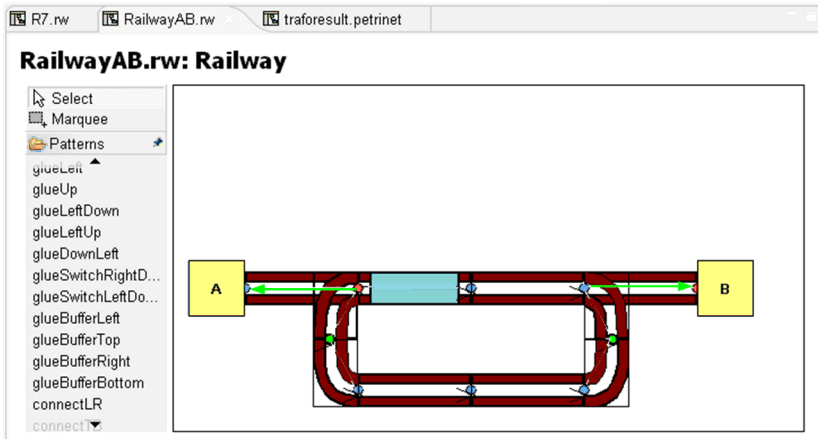 R7.rw RailwayAB.rw traforesult.petrinet
RailwayAB.rw: Railway
Select
Marquee
Patterns
glueLeft
glueUp
glueLeftDown
glueLeftUp
glueDownLeft
glueSwitchRightD...
glueSwitchLeftDo...
glueBufferLeft
glueBufferTop
glueBufferRight
glueBufferBottom
connectLR
connectTB
A
B